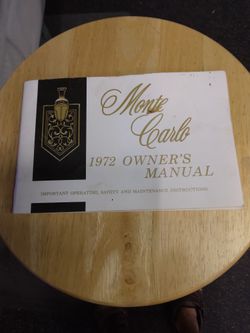 Monte
Carlo
1972 OWNER'S
MANUAL
IMPORTANT OPERATING, SAFETY AND MAINTENANCE INSTRUCTIONS